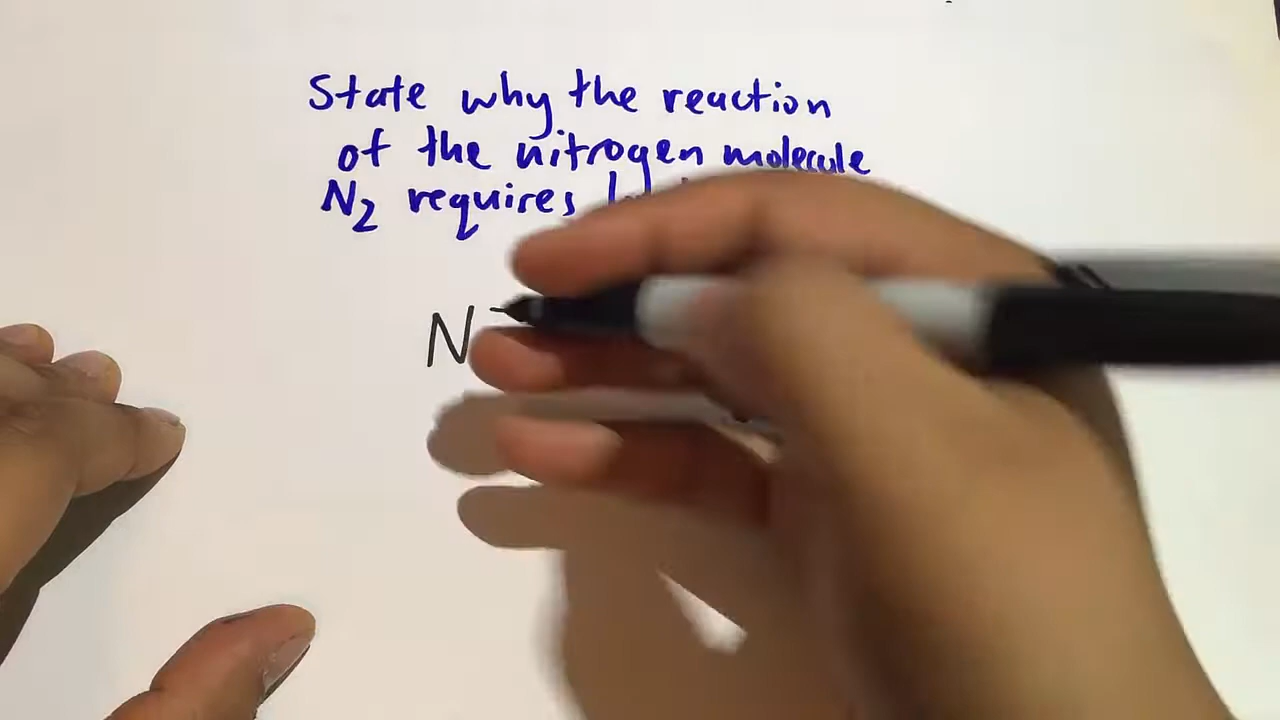 State why the reaction
of the nitrogen molecule
N2 requires
N